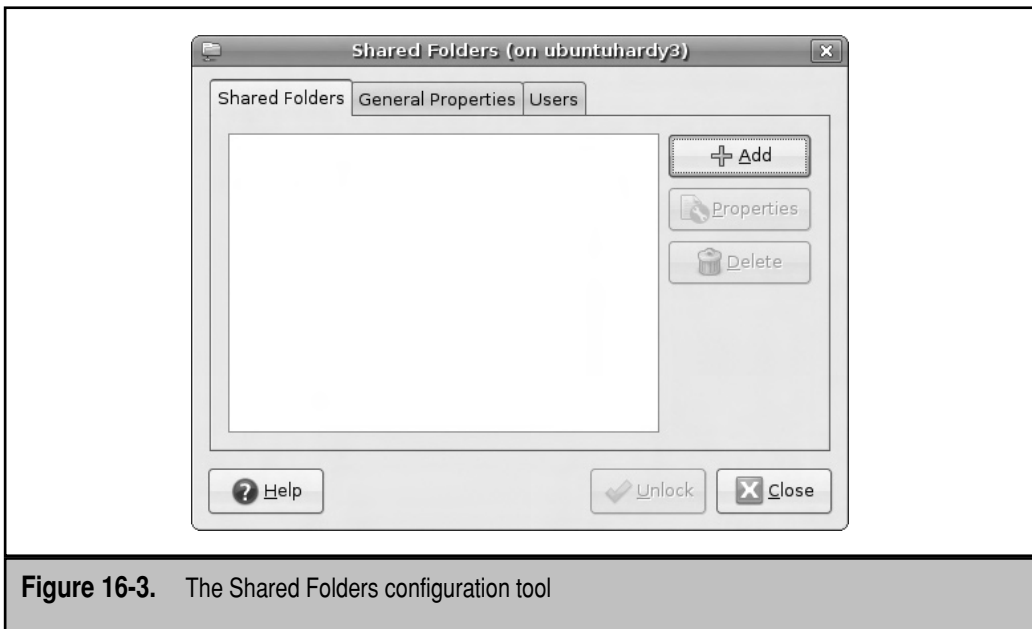 Shared Folders (on ubuntuhardy3)
Shared Folders General Properties Users
Add
Properties
Delete
Help Unlock Close
Figure 16-3. The Shared Folders configuration tool